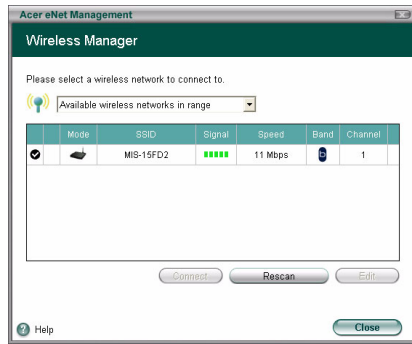 Acer eNet Management
Wireless Manager
Please select a wireless network to connect to.
Available wireless networks in range
Mode SSID Signal Speed Band Channel
MIS-15FD2 11 Mbps b 1
Connect Rescan Edit
Help Close